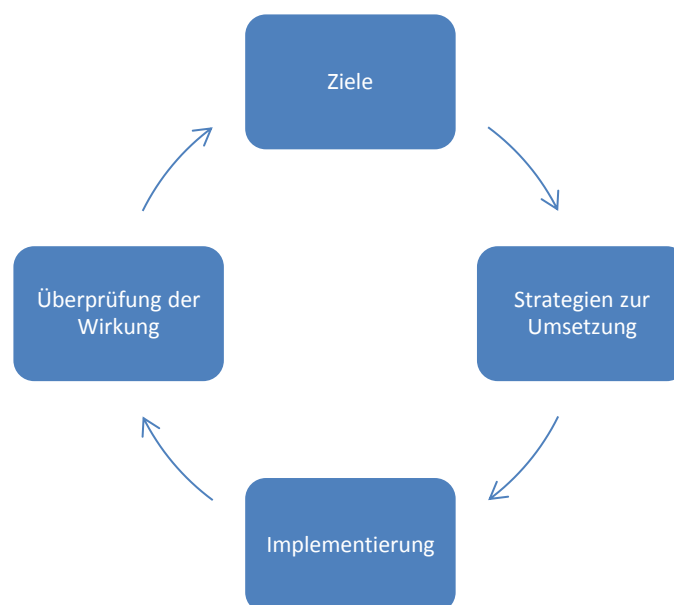 Ziele
Strategien zur
Umsetzung
Implementierung
Überprüfung der
Wirkung